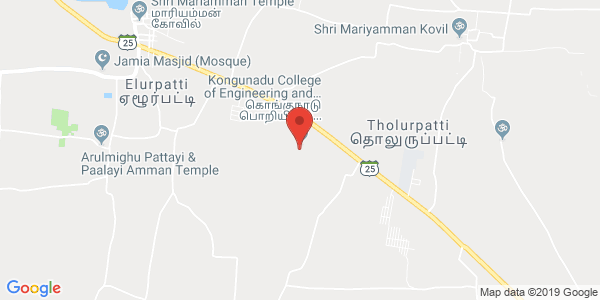 Shri Mariamman Temple
மாரியம்மன்
கோவில்
25
Shri Mariyamman Kovil
Jamia Masjid (Mosque)
Elurpatti
ஏழூர்பட்டி
Kongunadu College
of Engineering and...
கொங்குநாடு
பொறியியல்...
Tholurpatti
தொலுருப்பட்டி
Arulmighu Pattayi &
Paalayi Amman Temple
25
Google
Map data ©2019 Google